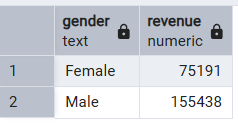 gender revenue
text numeric
1 Female 75191
2 Male 155438